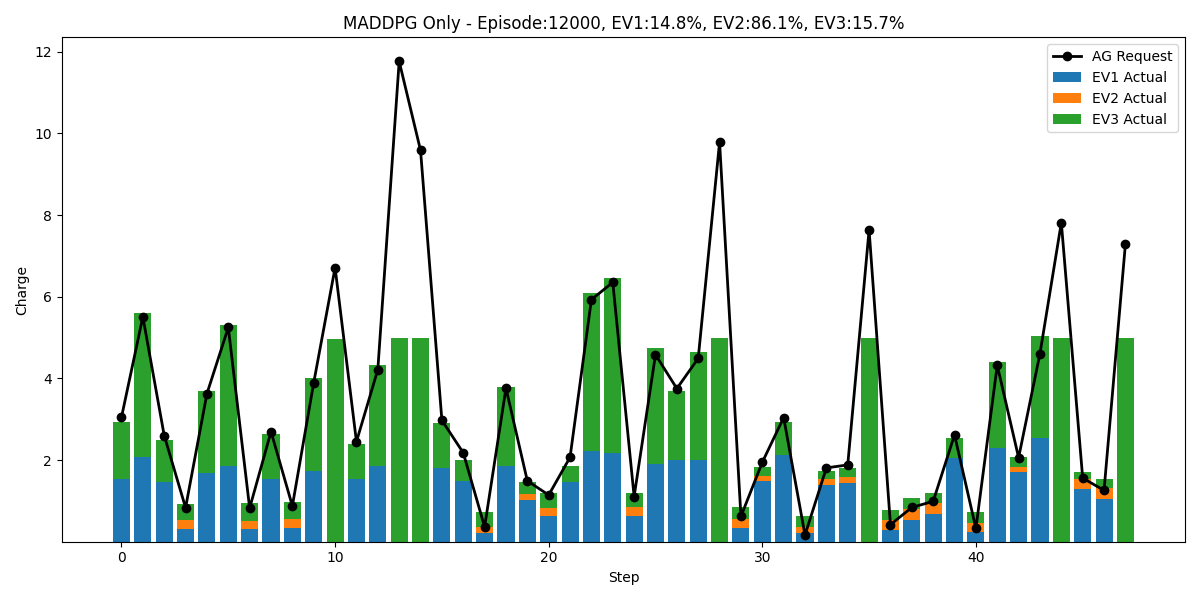 MADDPG Only - Episode:12000, EV1:14.8%, EV2:86.1%, EV3:15.7%
AG Request
EV1 Actual
EV2 Actual
EV3 Actual
Charge
12
10
8
6
4
2
0
10
20
30
40
Step